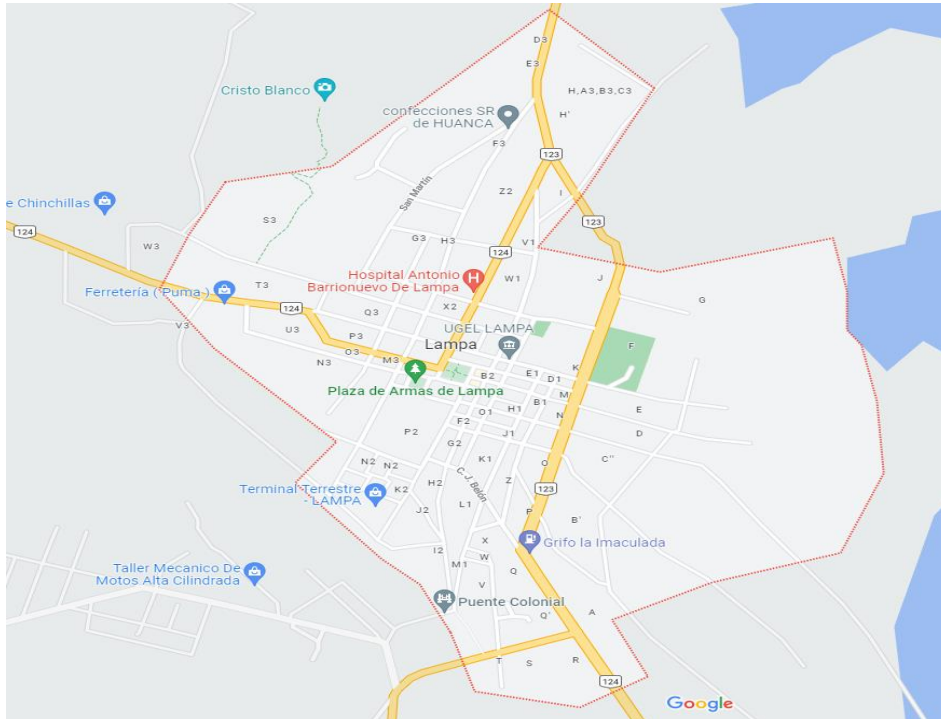 D3
E3
Cristo Blanco
H,A3,B3,C3
confecciones SR
de HUANCA
H'
F3
123
e Chinchillas
San Martín
Z2
I
123
S3
124
W3
G3
H3
V1
124
Hospital Antonio
Barrionuevo De Lampa
W1
J
T3
Ferretería ( Puma )
G
124
Q3
X2
V3
U3
P3
UGEL LAMPA
Lampa
F
O3
N3
M3
K
Plaza de Armas de Lampa
B2
E1
D1
M
B1
O1
H1
N
E
F2
P2
J1
D
G2
N2
N2
K1
O
C''
Terminal Terrestre
- LAMPA
K2
H2
C. J. Belón
Z
123
J2
L1
P
B'
X
Grifo la Imaculada
I2
W
M1
Q
Taller Mecanico De
Motos Alta Cilindrada
V
Puente Colonial
Q'
A
T
S
R
124
Google